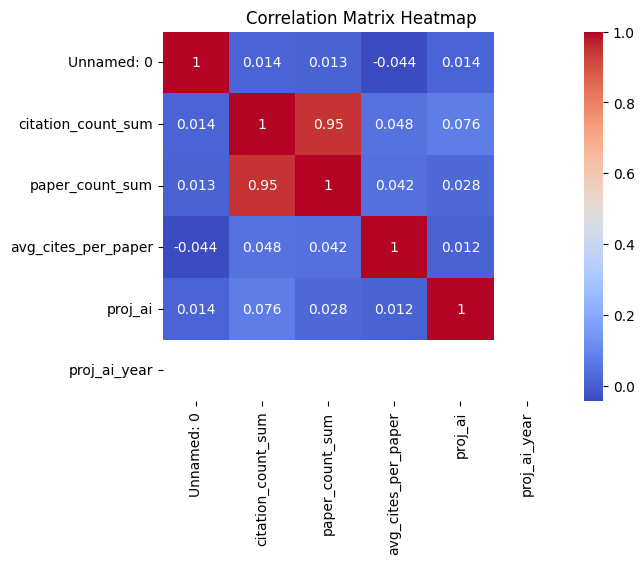 Correlation Matrix Heatmap
Unnamed: 0 1 0.014 0.013 -0.044 0.014
citation_count_sum 0.014 1 0.95 0.048 0.076
paper_count_sum 0.013 0.95 1 0.042 0.028
avg_cites_per_paper -0.044 0.048 0.042 1 0.012
proj_ai 0.014 0.076 0.028 0.012 1
proj_ai_year
Unnamed: 0
citation_count_sum
paper_count_sum
avg_cites_per_paper
proj_ai
proj_ai_year
1.0
0.8
0.6
0.4
0.2
0.0